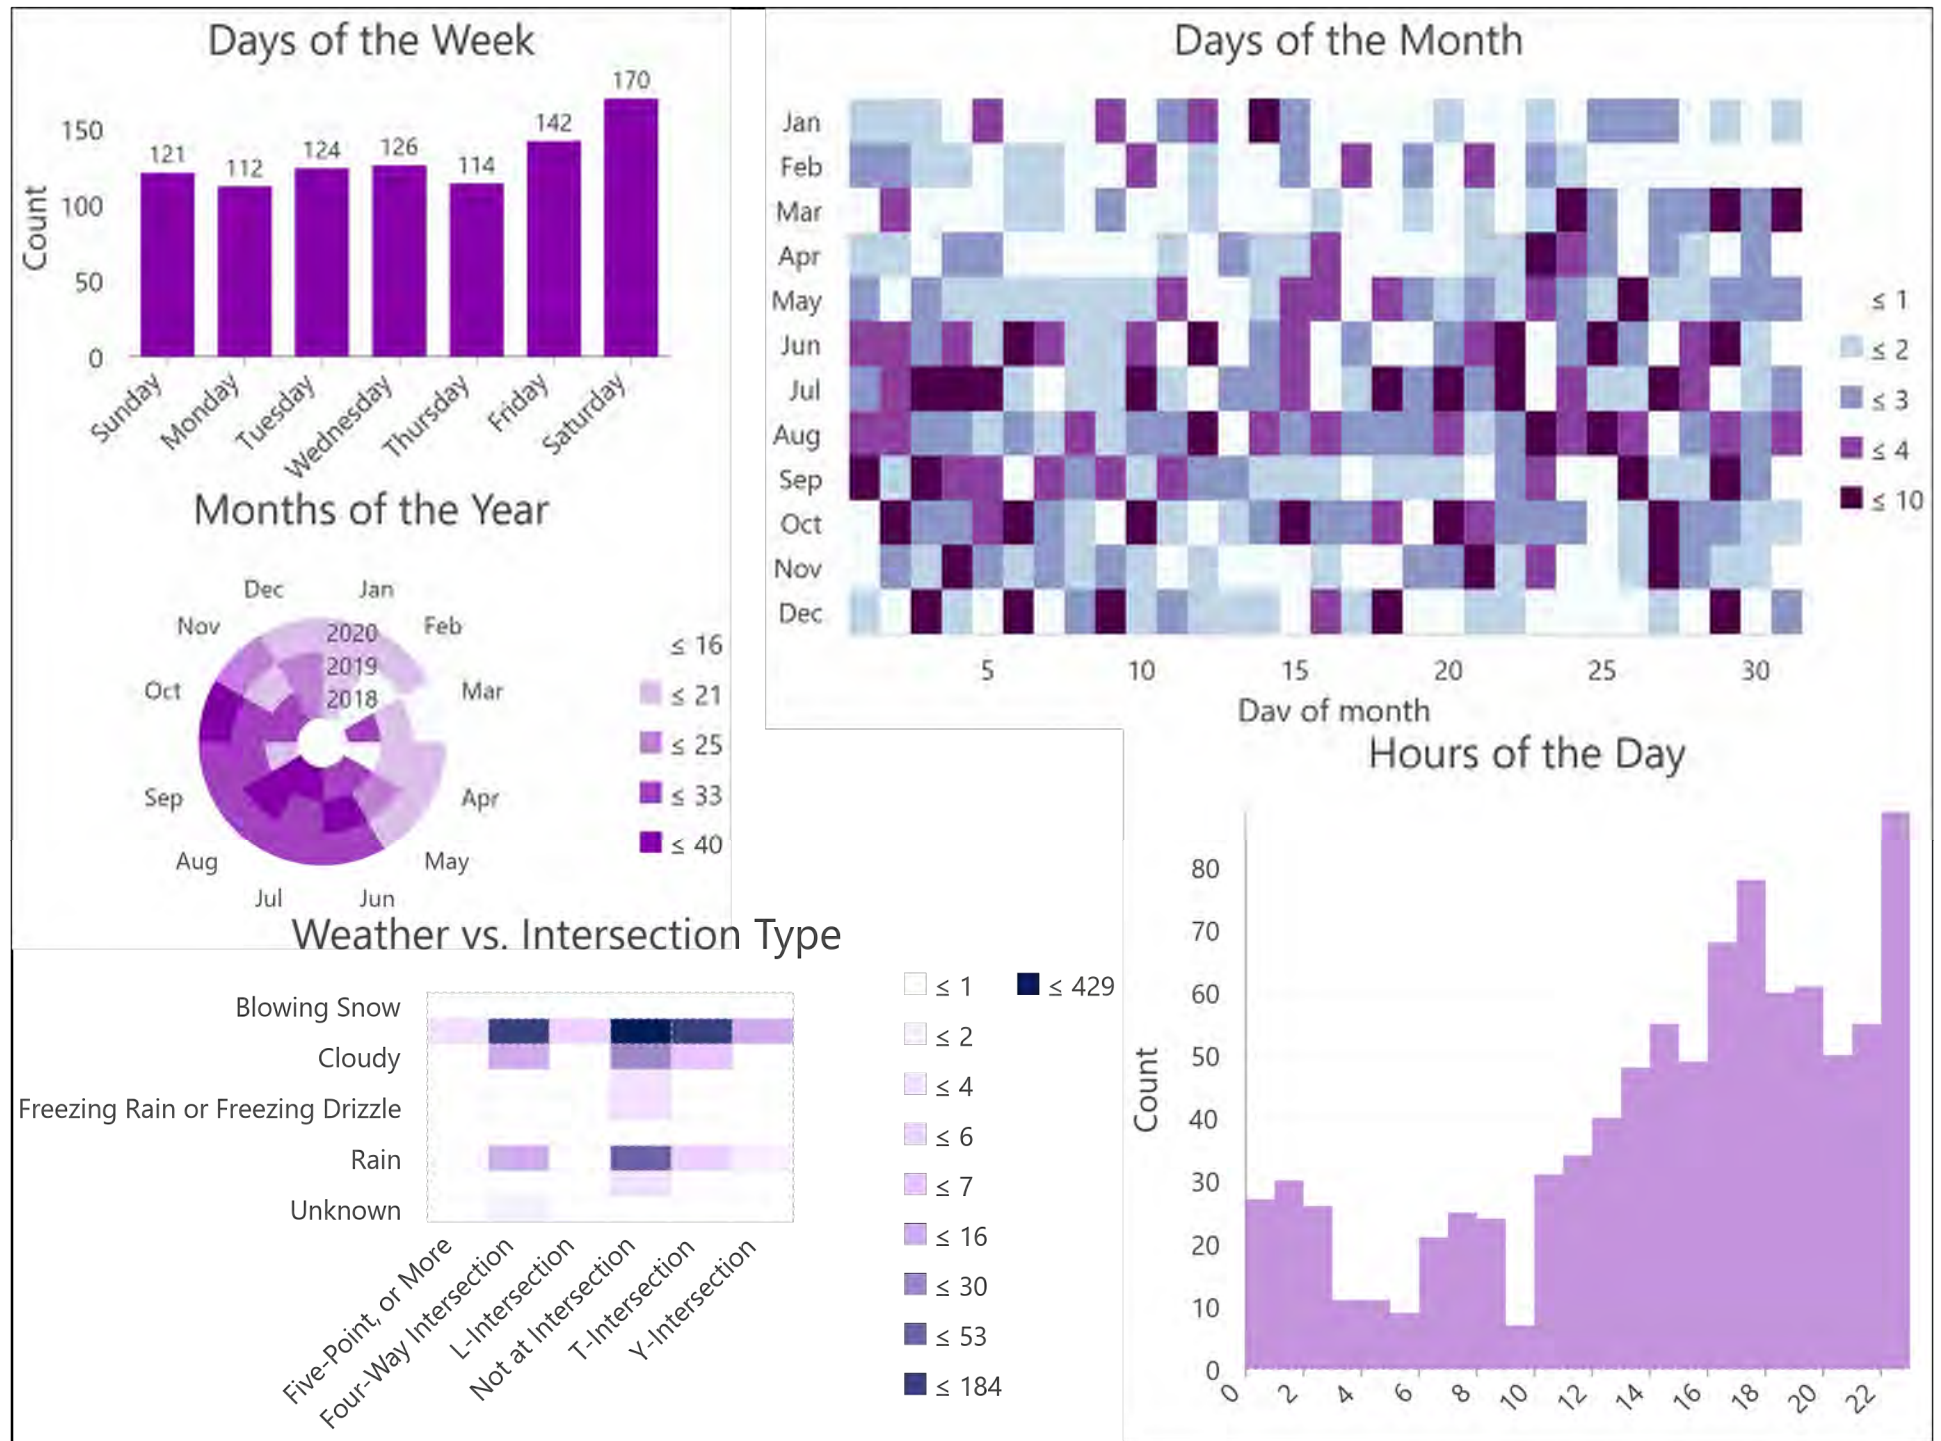 Days of the Week
170
142
126
124
121
114
112
150
100
50
0
Count
Sunday
Monday
Tuesday
Wednesday
Thursday
Friday
Saturday
Months of the Year
Dec
Jan
Nov
Feb
Oct
Mar
Sep
Apr
Aug
May
Jul
Jun
2020
2019
2018
≤ 16
≤ 21
≤ 25
≤ 33
≤ 40
Days of the Month
Jan
Feb
Mar
Apr
May
Jun
Jul
Aug
Sep
Oct
Nov
Dec
5 10 15 20 25 30
Day of month
≤ 1
≤ 2
≤ 3
≤ 4
≤ 10
Weather vs. Intersection Type
Blowing Snow
Cloudy
Freezing Rain or Freezing Drizzle
Rain
Unknown
Five-Point, or More
Four-Way Intersection
L-Intersection
Not at Intersection
T-Intersection
Y-Intersection
≤ 1
≤ 2
≤ 4
≤ 6
≤ 7
≤ 16
≤ 30
≤ 53
≤ 184
≤ 429
Hours of the Day
Count
80
70
60
50
40
30
20
10
0
0 2 4 6 8 10 12 14 16 18 20 22